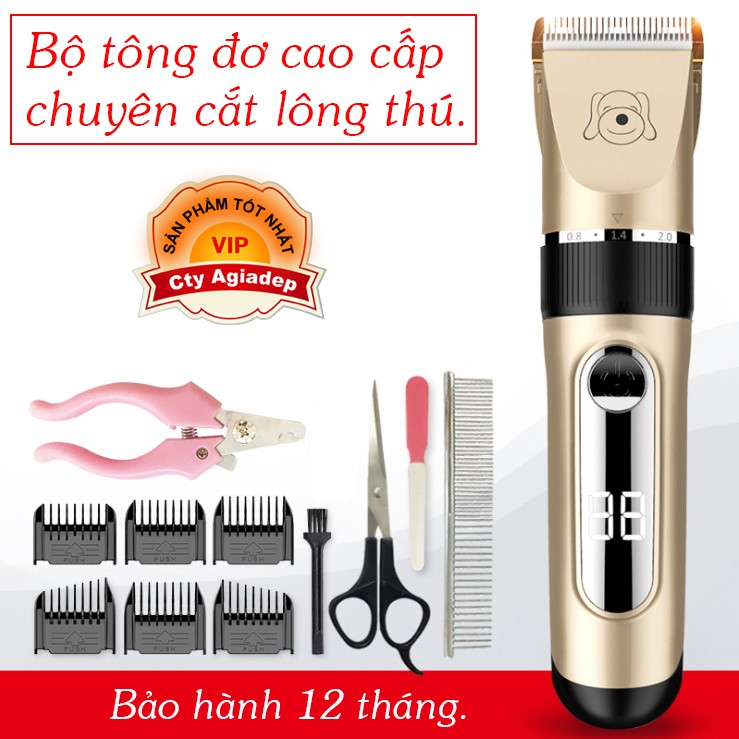 Bộ tông đơ cao cấp
chuyên cắt lông thú.
SẢN PHẨM TỐT NHẤT
VIP
Cty Agiadep
0.8 • 1.4 • 2.0
88
PUSH PUSH PUSH
PUSH PUSH PUSH
Bảo hành 12 tháng.